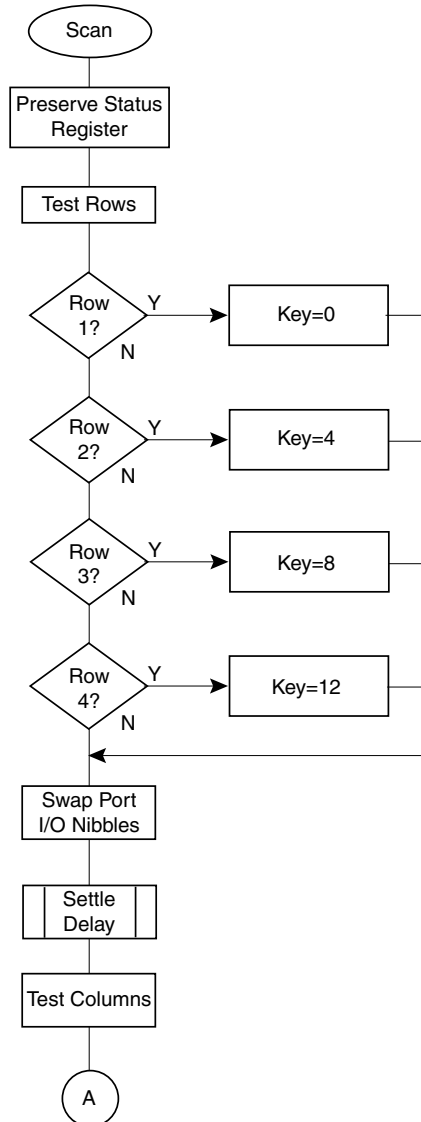 Scan
Preserve Status
Register
Test Rows
Row
1?
Y
N
Key=0
Row
2?
Y
N
Key=4
Row
3?
Y
N
Key=8
Row
4?
Y
N
Key=12
Swap Port
I/O Nibbles
Settle
Delay
Test Columns
A